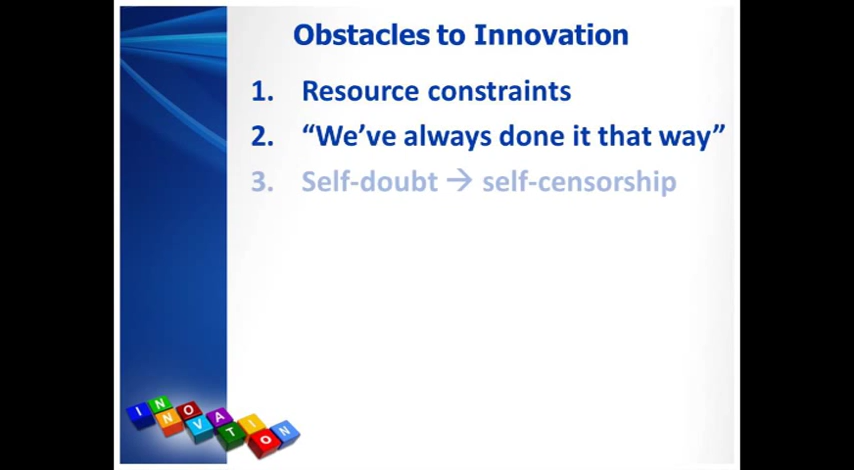 Obstacles to Innovation
1. Resource constraints
2. “We’ve always done it that way”
3. Self-doubt → self-censorship
INNOVATION